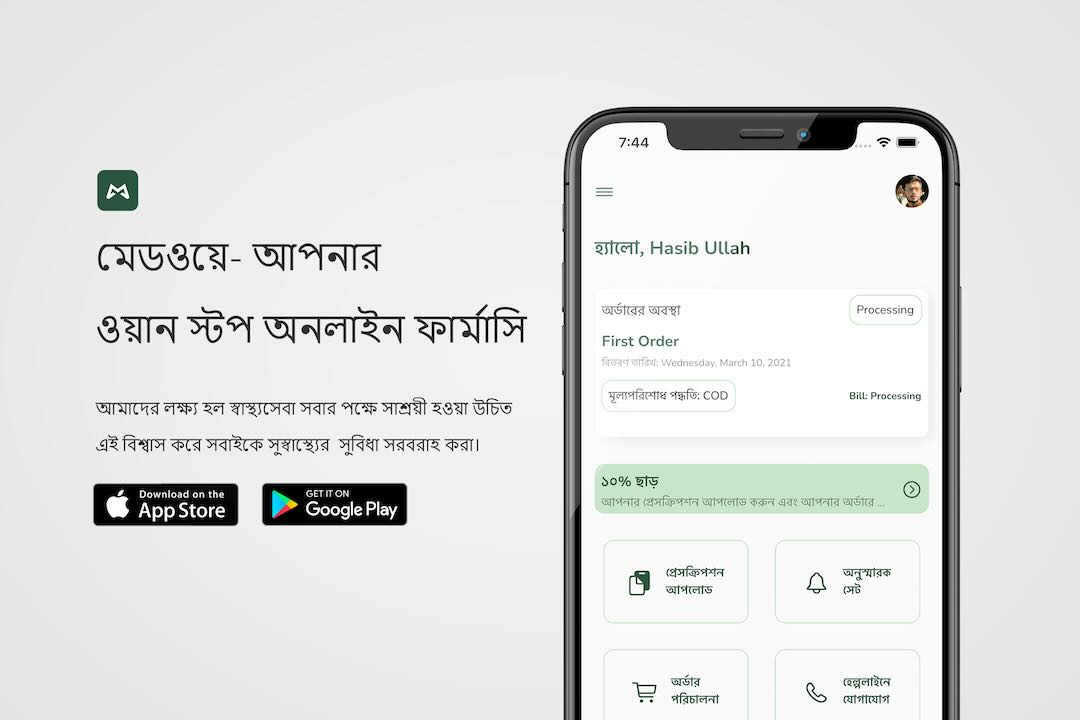 মেডওয়ে- আপনার
ওয়ান স্টপ অনলাইন ফার্মাসি
আমাদের লক্ষ্য হল স্বাস্থ্যসেবা সবার পক্ষে সাশ্রয়ী হওয়া উচিত
এই বিশ্বাস করে সবাইকে সুস্বাস্থ্যের সুবিধা সরবরাহ করা।
Download on the
App Store
GET IT ON
Google Play
7:44
হ্যালো, Hasib Ullah
অর্ডারের অবস্থা
Processing
First Order
বিতরণ তারিখ: Wednesday, March 10, 2021
মূল্যপরিশোধ পদ্ধতি: COD
Bill: Processing
১০% ছাড়
আপনার প্রেসক্রিপশন আপলোড করুন এবং আপনার অর্ডারে ...
প্রেসক্রিপশন
আপলোড
অনুস্মারক
সেট
অর্ডার
পরিচালনা
হেল্পলাইনে
যোগাযোগ